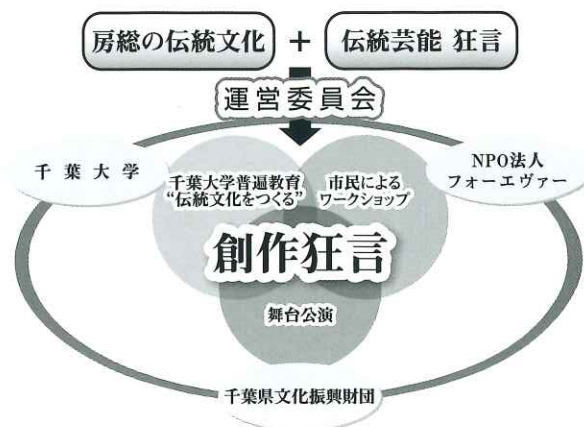 房総の伝統文化 + 伝統芸能 狂言
運営委員会
千葉大学
NPO法人
フォーエヴァー
千葉大学普遍教育
“伝統文化をつくる”
市民による
ワークショップ
創作狂言
舞台公演
千葉県文化振興財団